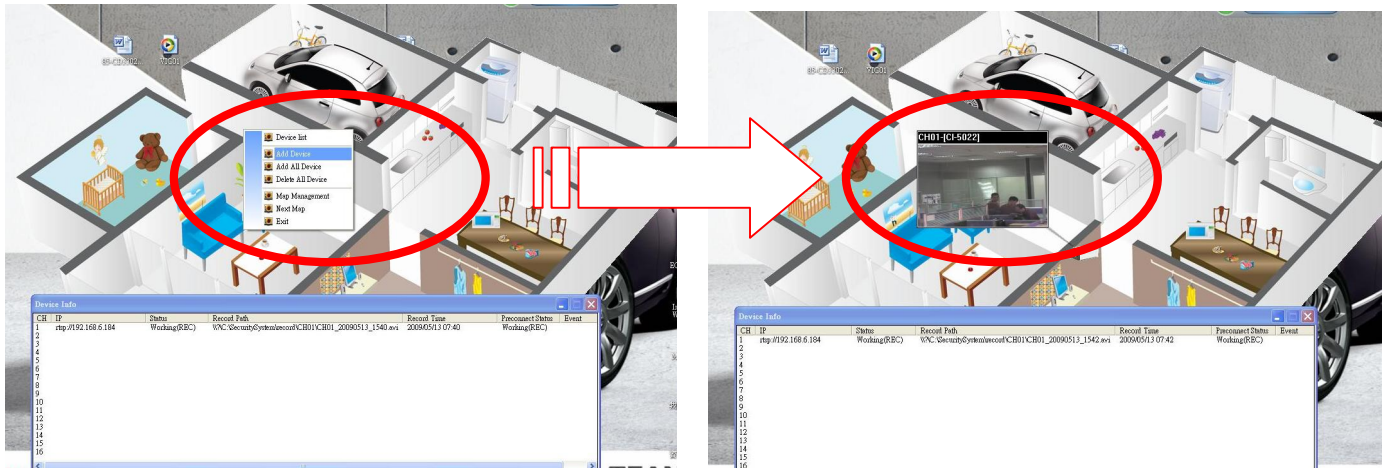 05-CI-5002...
VIG01
Device list
Add Device
Add All Device
Delete All Device
Map Management
Next Map
Exit
Device Info
CH IP Status Record Path Record Time Preconnect Status Event
1 rtsp://192.168.6.184 Working(REC) \\?\C:\SecuritySystem\record\CH01\CH01_20090513_1540.avi 2009/05/13 07:40 Working(REC)
2
3
4
5
6
7
8
9
10
11
12
13
14
15
16
VIG01
CH01-[CI-5022]
Device Info
CH IP Status Record Path Record Time Preconnect Status Event
1 rtsp://192.168.6.184 Working(REC) \\?\C:\SecuritySystem\record\CH01\CH01_20090513_1542.avi 2009/05/13 07:42 Working(REC)
2
3
4
5
6
7
8
9
10
11
12
13
14
15
16